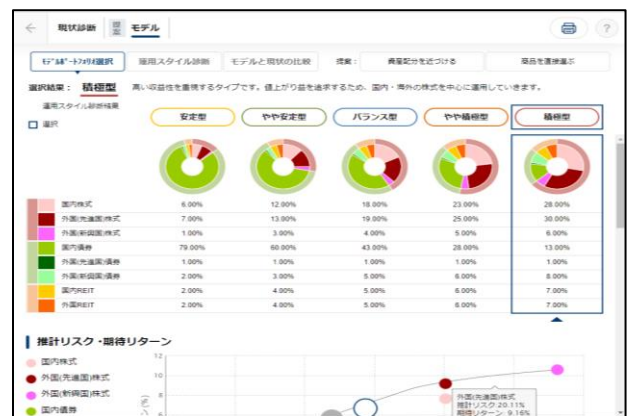 現状診断 提案 モデル
?
ﾓﾃﾞﾙﾎﾟｰﾄﾌｫﾘｵ選択 運用スタイル診断 モデルと現状の比較 提案： 資産配分を近づける 商品を直接選ぶ
選択結果： 積極型 高い収益性を重視するタイプです。値上がり益を追求するため、国内・海外の株式を中心に運用していきます。
運用スタイル診断結果
選択
安定型 やや安定型 バランス型 やや積極型 積極型
国内株式 6.00% 12.00% 18.00% 23.00% 28.00%
外国(先進国)株式 7.00% 13.00% 19.00% 25.00% 30.00%
外国(新興国)株式 1.00% 3.00% 4.00% 5.00% 6.00%
国内債券 79.00% 60.00% 43.00% 28.00% 13.00%
外国(先進国)債券 1.00% 1.00% 1.00% 1.00% 1.00%
外国(新興国)債券 2.00% 3.00% 5.00% 6.00% 8.00%
国内REIT 2.00% 4.00% 5.00% 6.00% 7.00%
外国REIT 2.00% 4.00% 5.00% 6.00% 7.00%
推計リスク・期待リターン
国内株式
外国(先進国)株式
外国(新興国)株式
国内債券
12
10
8
6
外国(先進国)株式
推計リスク:20.11%
期待リターン: 9.16%